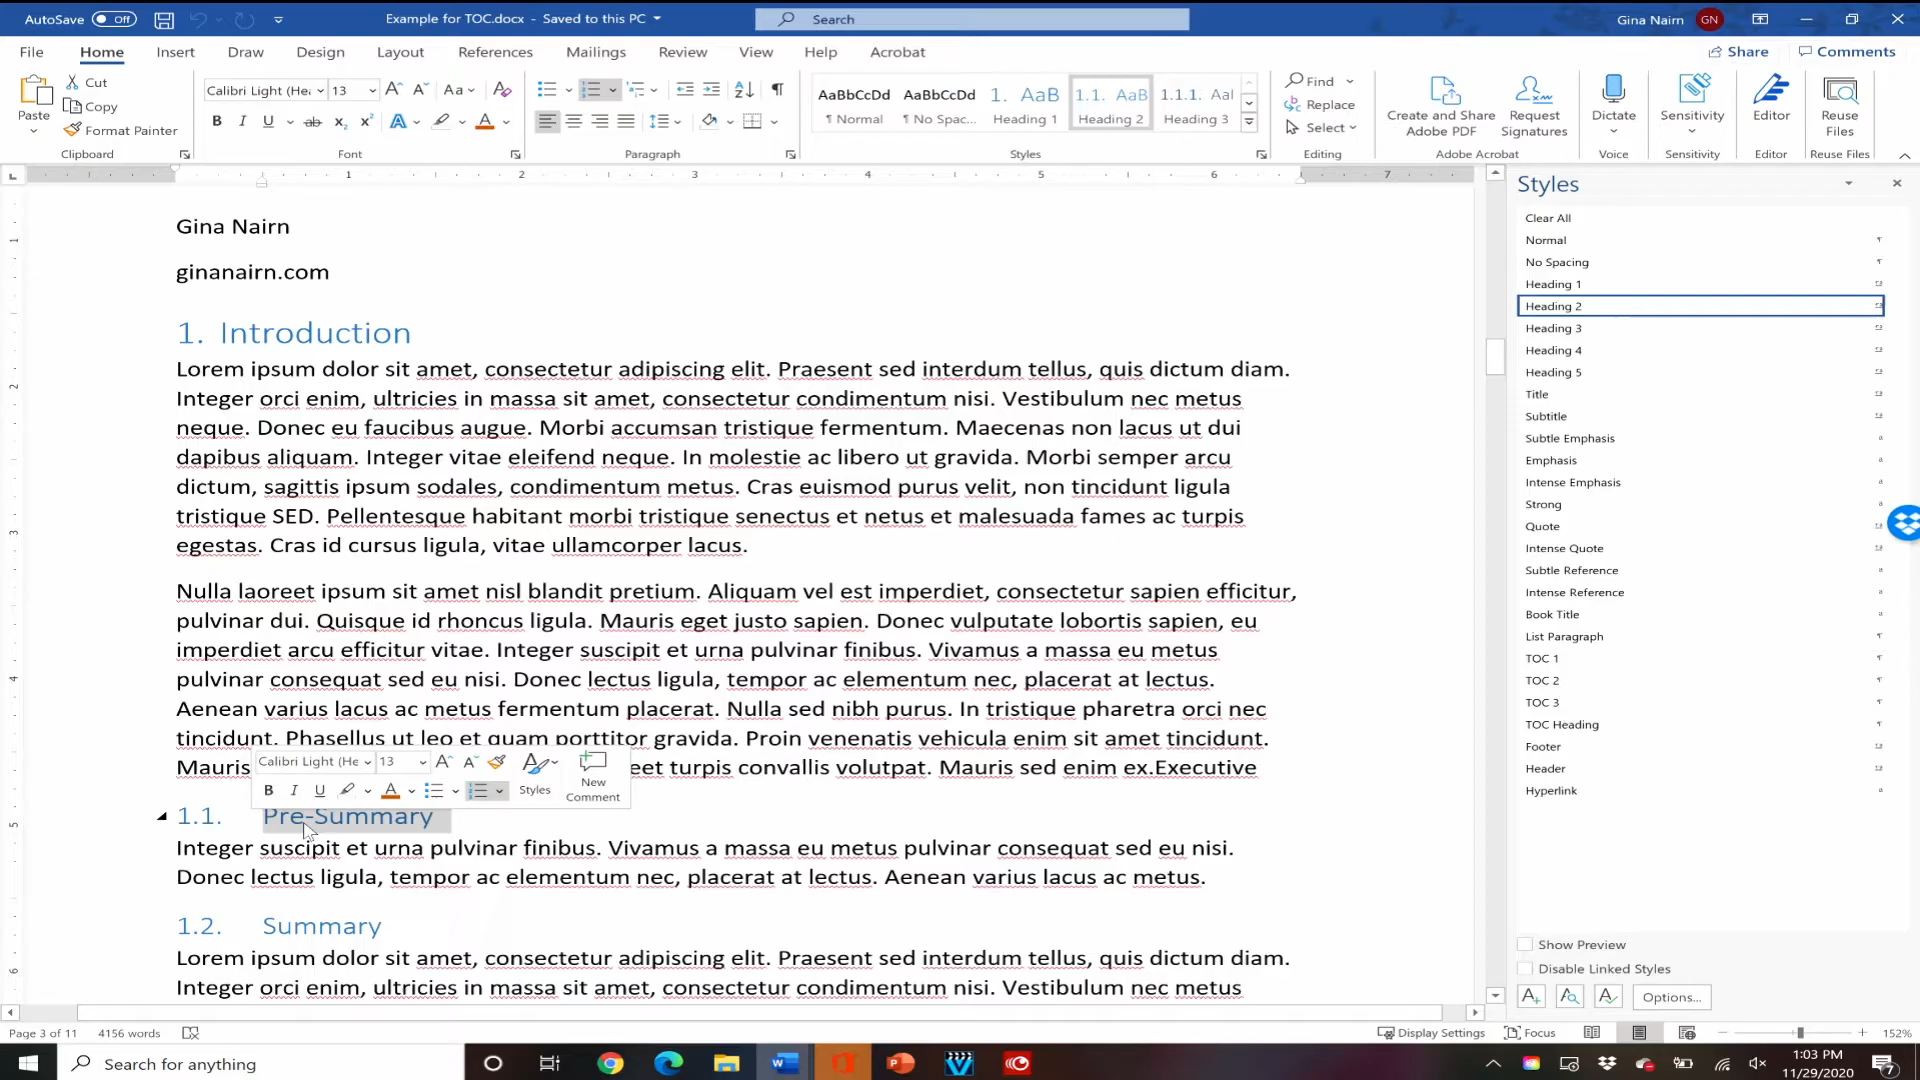 AutoSave Off Example for TOC.docx - Saved to this PC Search Gina Nairn GN
File Home Insert Draw Design Layout References Mailings Review View Help Acrobat Share Comments
Paste Cut Copy Format Painter Clipboard
Calibri Light (He 13 Aa B I U ab x₂ x² A A Font
Paragraph
AaBbCcDd AaBbCcDd 1. AaB 1.1. AaB 1.1.1. Aal
¶ Normal ¶ No Spac... Heading 1 Heading 2 Heading 3
Styles
Find Replace Select Editing
Create and Share Adobe PDF Request Signatures Adobe Acrobat
Dictate Voice
Sensitivity Sensitivity
Editor Editor
Reuse Files Reuse Files
1 2 3 4 5 6 7
Gina Nairn
ginanairn.com
1. Introduction
Lorem ipsum dolor sit amet, consectetur adipiscing elit. Praesent sed interdum tellus, quis dictum diam.
Integer orci enim, ultricies in massa sit amet, consectetur condimentum nisi. Vestibulum nec metus
neque. Donec eu faucibus augue. Morbi accumsan tristique fermentum. Maecenas non lacus ut dui
dapibus aliquam. Integer vitae eleifend neque. In molestie ac libero ut gravida. Morbi semper arcu
dictum, sagittis ipsum sodales, condimentum metus. Cras euismod purus velit, non tincidunt ligula
tristique SED. Pellentesque habitant morbi tristique senectus et netus et malesuada fames ac turpis
egestas. Cras id cursus ligula, vitae ullamcorper lacus.
Nulla laoreet ipsum sit amet nisl blandit pretium. Aliquam vel est imperdiet, consectetur sapien efficitur,
pulvinar dui. Quisque id rhoncus ligula. Mauris eget justo sapien. Donec vulputate lobortis sapien, eu
imperdiet arcu efficitur vitae. Integer suscipit et urna pulvinar finibus. Vivamus a massa eu metus
pulvinar consequat sed eu nisi. Donec lectus ligula, tempor ac elementum nec, placerat at lectus.
Aenean varius lacus ac metus fermentum placerat. Nulla sed nibh purus. In tristique pharetra orci nec
tincidunt. Phasellus ut leo et quam porttitor gravida. Proin venenatis vehicula enim sit amet tincidunt.
Mauris eet turpis convallis volutpat. Mauris sed enim ex.Executive
Calibri Light (He 13 A A
B I U A Styles New Comment
1.1. Pre-Summary
Integer suscipit et urna pulvinar finibus. Vivamus a massa eu metus pulvinar consequat sed eu nisi.
Donec lectus ligula, tempor ac elementum nec, placerat at lectus. Aenean varius lacus ac metus.
1.2. Summary
Lorem ipsum dolor sit amet, consectetur adipiscing elit. Praesent sed interdum tellus, quis dictum diam.
Integer orci enim, ultricies in massa sit amet, consectetur condimentum nisi. Vestibulum nec metus
1
2
3
4
5
6
Styles
Clear All
Normal
No Spacing
Heading 1
Heading 2
Heading 3
Heading 4
Heading 5
Title
Subtitle
Subtle Emphasis
Emphasis
Intense Emphasis
Strong
Quote
Intense Quote
Subtle Reference
Intense Reference
Book Title
List Paragraph
TOC 1
TOC 2
TOC 3
TOC Heading
Footer
Header
Hyperlink
Show Preview
Disable Linked Styles
Options...
Page 3 of 11 4156 words Display Settings Focus 152%
Search for anything 1:03 PM
11/29/2020 7